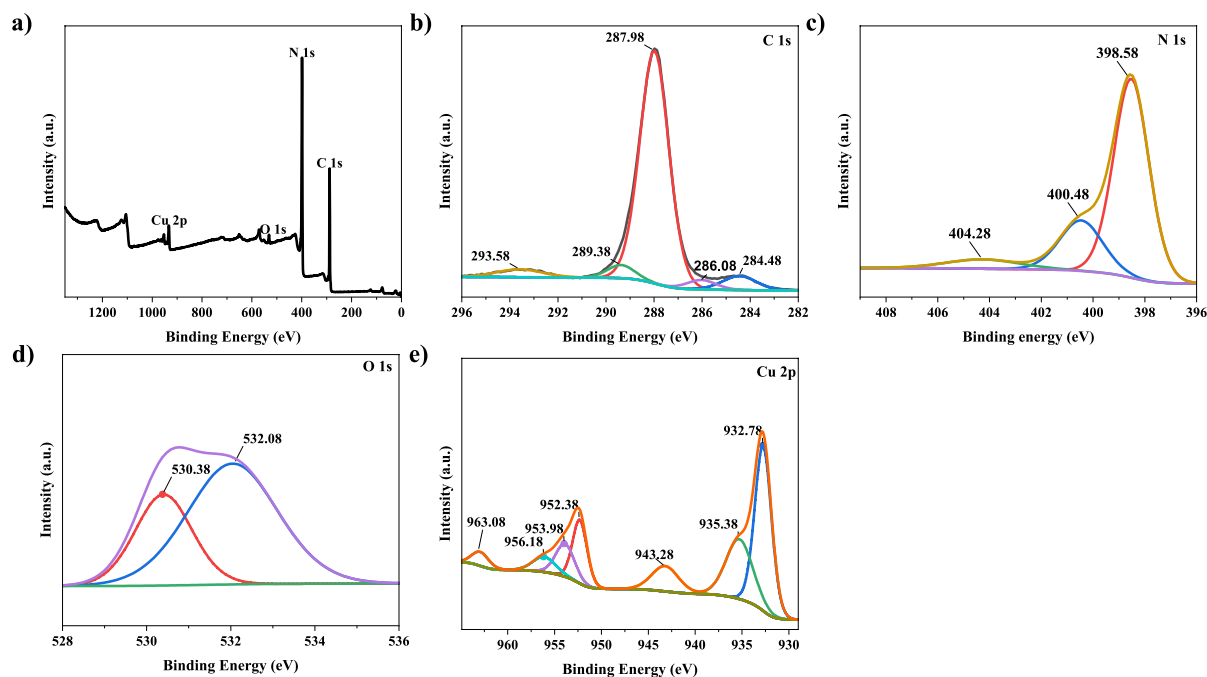 a)
N 1s
C 1s
Cu 2p
O 1s
Intensity (a.u.)
1200 1000 800 600 400 200 0
Binding Energy (eV)
b)
C 1s
287.98
293.58
289.38
286.08
284.48
Intensity (a.u.)
296 294 292 290 288 286 284 282
Binding Energy (eV)
c)
N 1s
398.58
400.48
404.28
Intensity (a.u.)
408 406 404 402 400 398 396
Binding energy (eV)
d)
O 1s
532.08
530.38
Intensity (a.u.)
528 530 532 534 536
Binding Energy (eV)
e)
Cu 2p
932.78
935.38
943.28
952.38
953.98
956.18
963.08
Intensity (a.u.)
960 955 950 945 940 935 930
Binding Energy (eV)